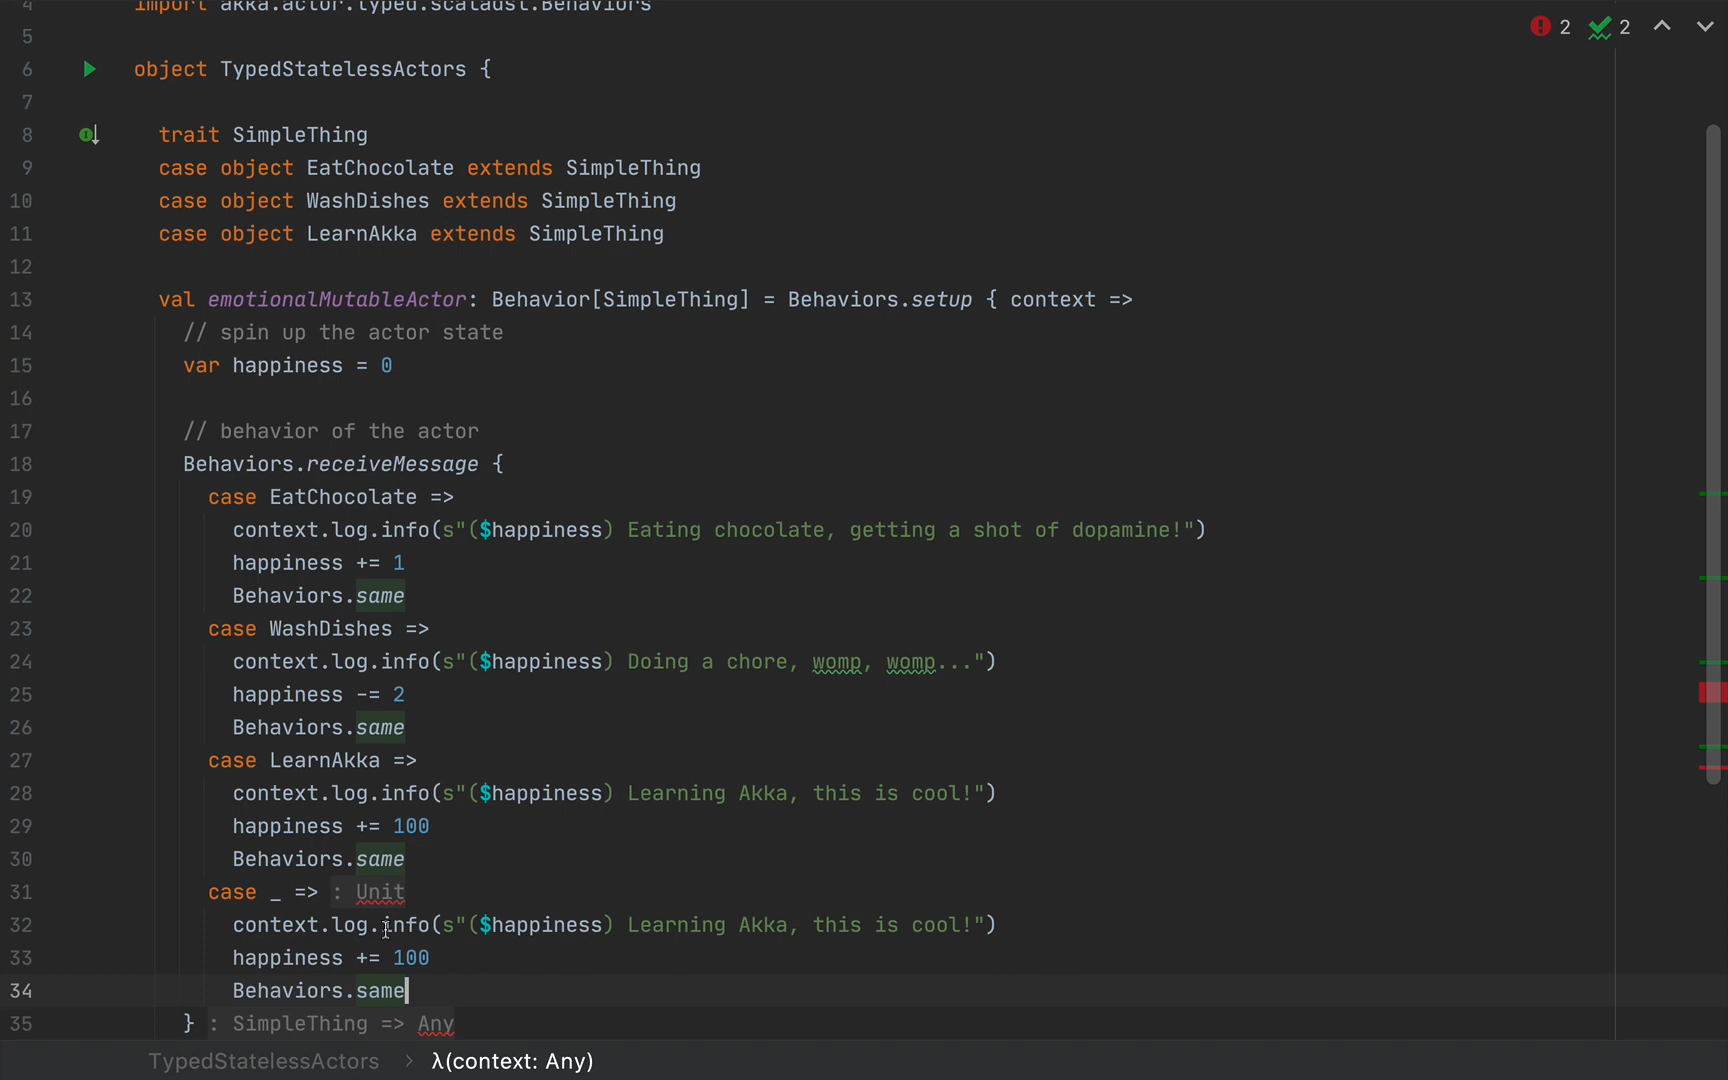 4 import akka.actor.typed.scaladsl.Behaviors
2 2
5
6 object TypedStatelessActors {
7
8 trait SimpleThing
9 case object EatChocolate extends SimpleThing
10 case object WashDishes extends SimpleThing
11 case object LearnAkka extends SimpleThing
12
13 val emotionalMutableActor: Behavior[SimpleThing] = Behaviors.setup { context =>
14 // spin up the actor state
15 var happiness = 0
16
17 // behavior of the actor
18 Behaviors.receiveMessage {
19 case EatChocolate =>
20 context.log.info(s"($happiness) Eating chocolate, getting a shot of dopamine!")
21 happiness += 1
22 Behaviors.same
23 case WashDishes =>
24 context.log.info(s"($happiness) Doing a chore, womp, womp...")
25 happiness -= 2
26 Behaviors.same
27 case LearnAkka =>
28 context.log.info(s"($happiness) Learning Akka, this is cool!")
29 happiness += 100
30 Behaviors.same
31 case _ => : Unit
32 context.log.info(s"($happiness) Learning Akka, this is cool!")
33 happiness += 100
34 Behaviors.same
35 } : SimpleThing => Any
TypedStatelessActors > λ(context: Any)